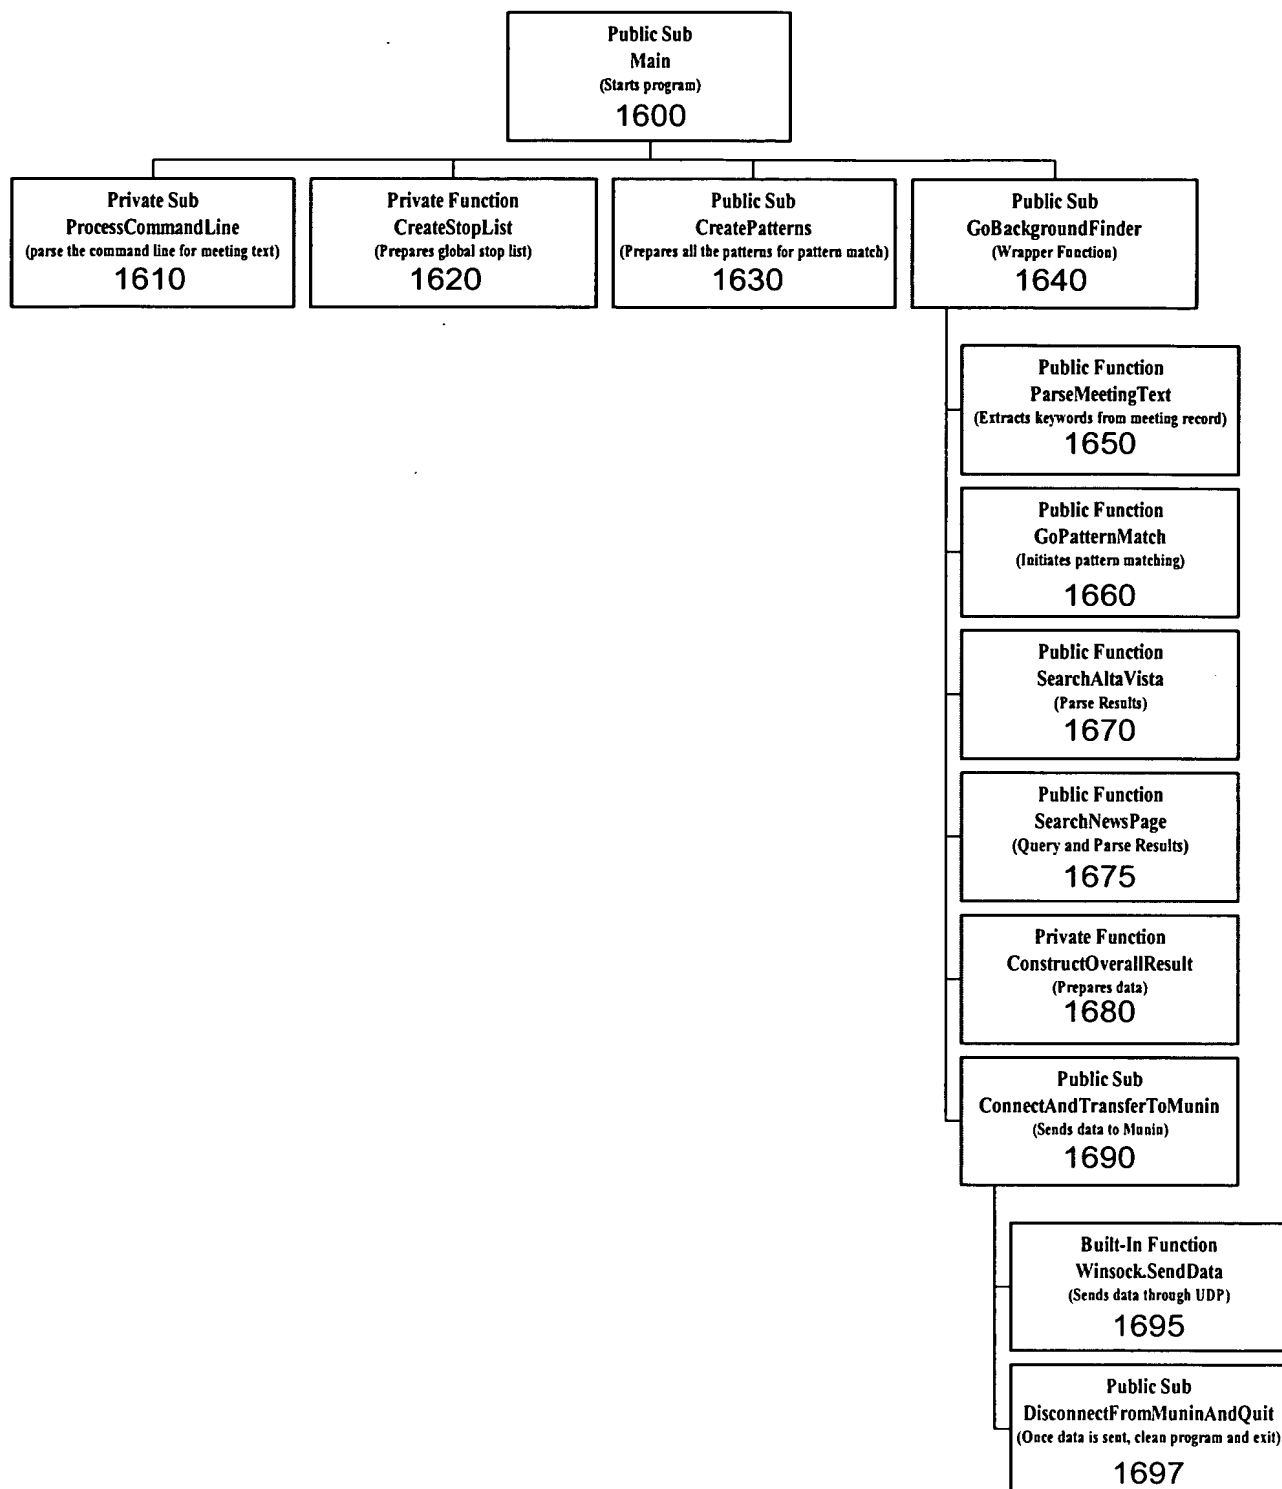 Public Sub
Main
(Starts program)
1600
Private Sub
ProcessCommandLine
(parse the command line for meeting text)
1610
Private Function
CreateStopList
(Prepares global stop list)
1620
Public Sub
CreatePatterns
(Prepares all the patterns for pattern match)
1630
Public Sub
GoBackgroundFinder
(Wrapper Function)
1640
Public Function
ParseMeetingText
(Extracts keywords from meeting record)
1650
Public Function
GoPatternMatch
(Initiates pattern matching)
1660
Public Function
SearchAltaVista
(Parse Results)
1670
Public Function
SearchNewsPage
(Query and Parse Results)
1675
Private Function
ConstructOverallResult
(Prepares data)
1680
Public Sub
ConnectAndTransferToMunin
(Sends data to Munin)
1690
Built-In Function
Winsock.SendData
(Sends data through UDP)
1695
Public Sub
DisconnectFromMuninAndQuit
(Once data is sent, clean program and exit)
1697